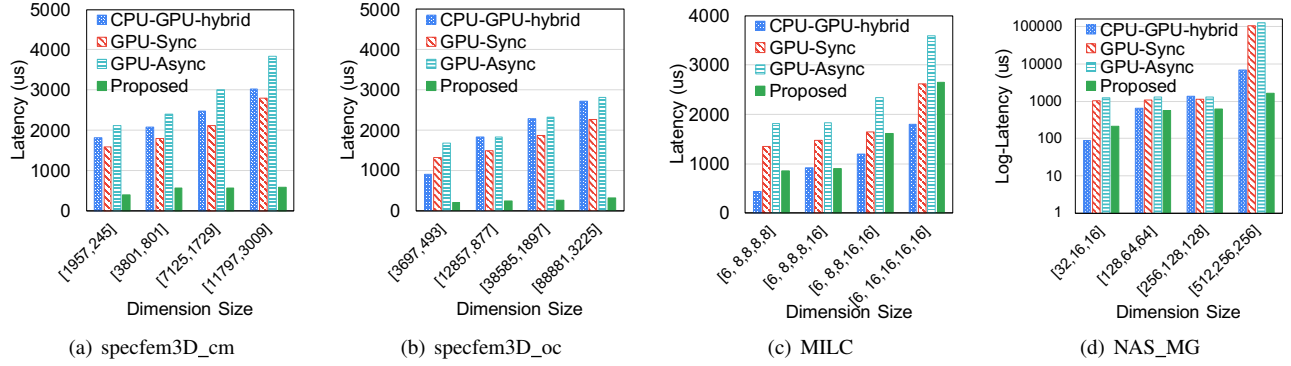 6000
5000
4000
3000
2000
1000
0
Latency (us)
CPU-GPU-hybrid
GPU-Sync
GPU-Async
Proposed
[1957,245]
[3801,801]
[7125,1729]
[11797,3009]
Dimension Size
(a) specfem3D_cm
5000
4000
3000
2000
1000
0
Latency (us)
CPU-GPU-hybrid
GPU-Sync
GPU-Async
Proposed
[3697,493]
[12857,877]
[38585,1897]
[88881,3225]
Dimension Size
(b) specfem3D_oc
4000
3000
2000
1000
0
Latency (us)
CPU-GPU-hybrid
GPU-Sync
GPU-Async
Proposed
[6, 8,8,8,8]
[6, 8,8,8,16]
[6, 8,8,16,16]
[6, 16,16,16,16]
Dimension Size
(c) MILC
100000
10000
1000
100
10
1
Log-Latency (us)
CPU-GPU-hybrid
GPU-Sync
GPU-Async
Proposed
[32,16,16]
[128,64,64]
[256,128,128]
[512,256,256]
Dimension Size
(d) NAS_MG